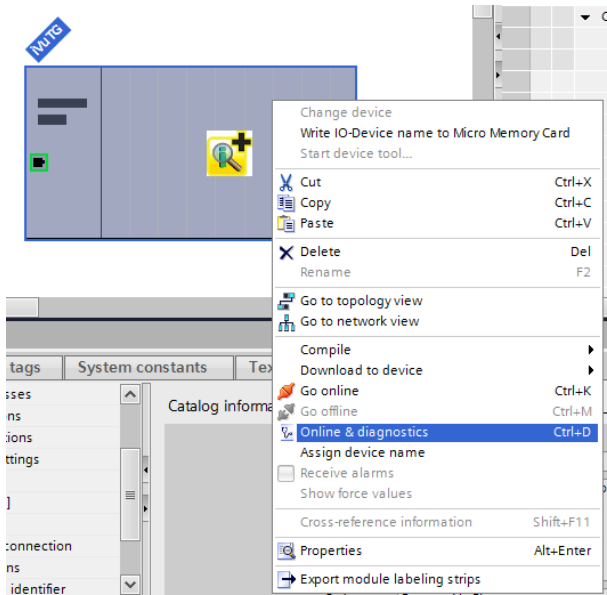 iVu TG
Change device
Write IO-Device name to Micro Memory Card
Start device tool...
Cut Ctrl+X
Copy Ctrl+C
Paste Ctrl+V
Delete Del
Rename F2
Go to topology view
Go to network view
Compile
Download to device
Go online Ctrl+K
Go offline Ctrl+M
Online & diagnostics Ctrl+D
Assign device name
Receive alarms
Show force values
Cross-reference information Shift+F11
Properties Alt+Enter
Export module labeling strips
tags System constants Tex
sses
ns
tions
ttings
]
connection
ns
identifier
Catalog informa